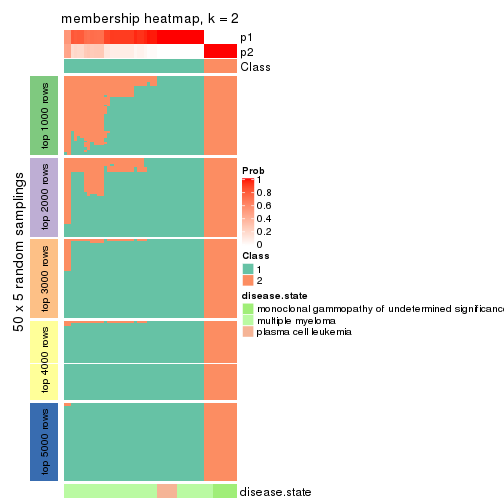 membership heatmap, k = 2
p1
p2
Class
50 x 5 random samplings
top 1000 rows
top 2000 rows
top 3000 rows
top 4000 rows
top 5000 rows
Prob
1
0.8
0.6
0.4
0.2
0
Class
1
2
disease.state
monoclonal gammopathy of undetermined significance
multiple myeloma
plasma cell leukemia
disease.state